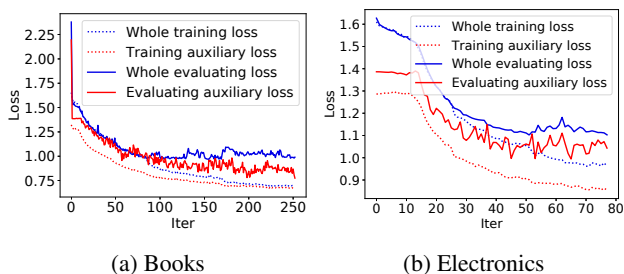 2.25
2.00
1.75
1.50
1.25
1.00
0.75
Loss
0 50 100 150 200 250
Iter
Whole training loss
Training auxiliary loss
Whole evaluating loss
Evaluating auxiliary loss
(a) Books
1.6
1.5
1.4
1.3
1.2
1.1
1.0
0.9
Loss
0 10 20 30 40 50 60 70 80
Iter
Whole training loss
Training auxiliary loss
Whole evaluating loss
Evaluating auxiliary loss
(b) Electronics